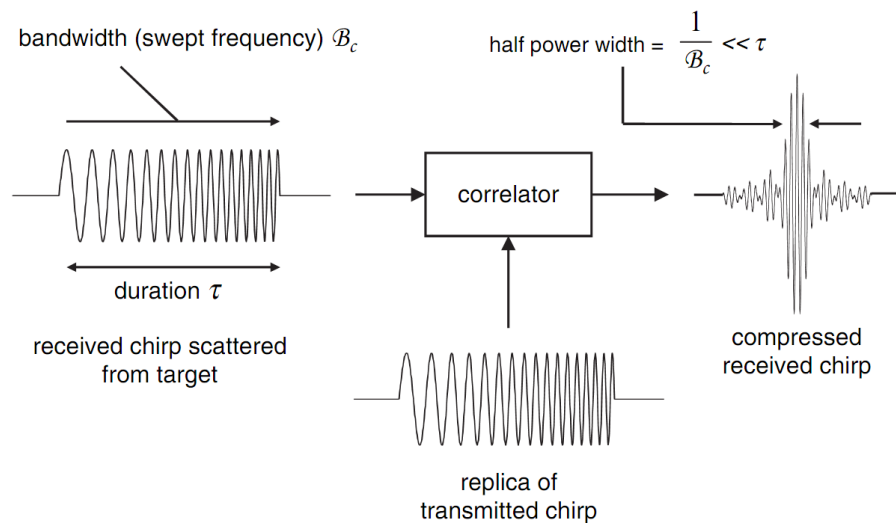 bandwidth (swept frequency) ℬc
half power width = 1/ℬc << τ
correlator
duration τ
received chirp scattered
from target
compressed
received chirp
replica of
transmitted chirp